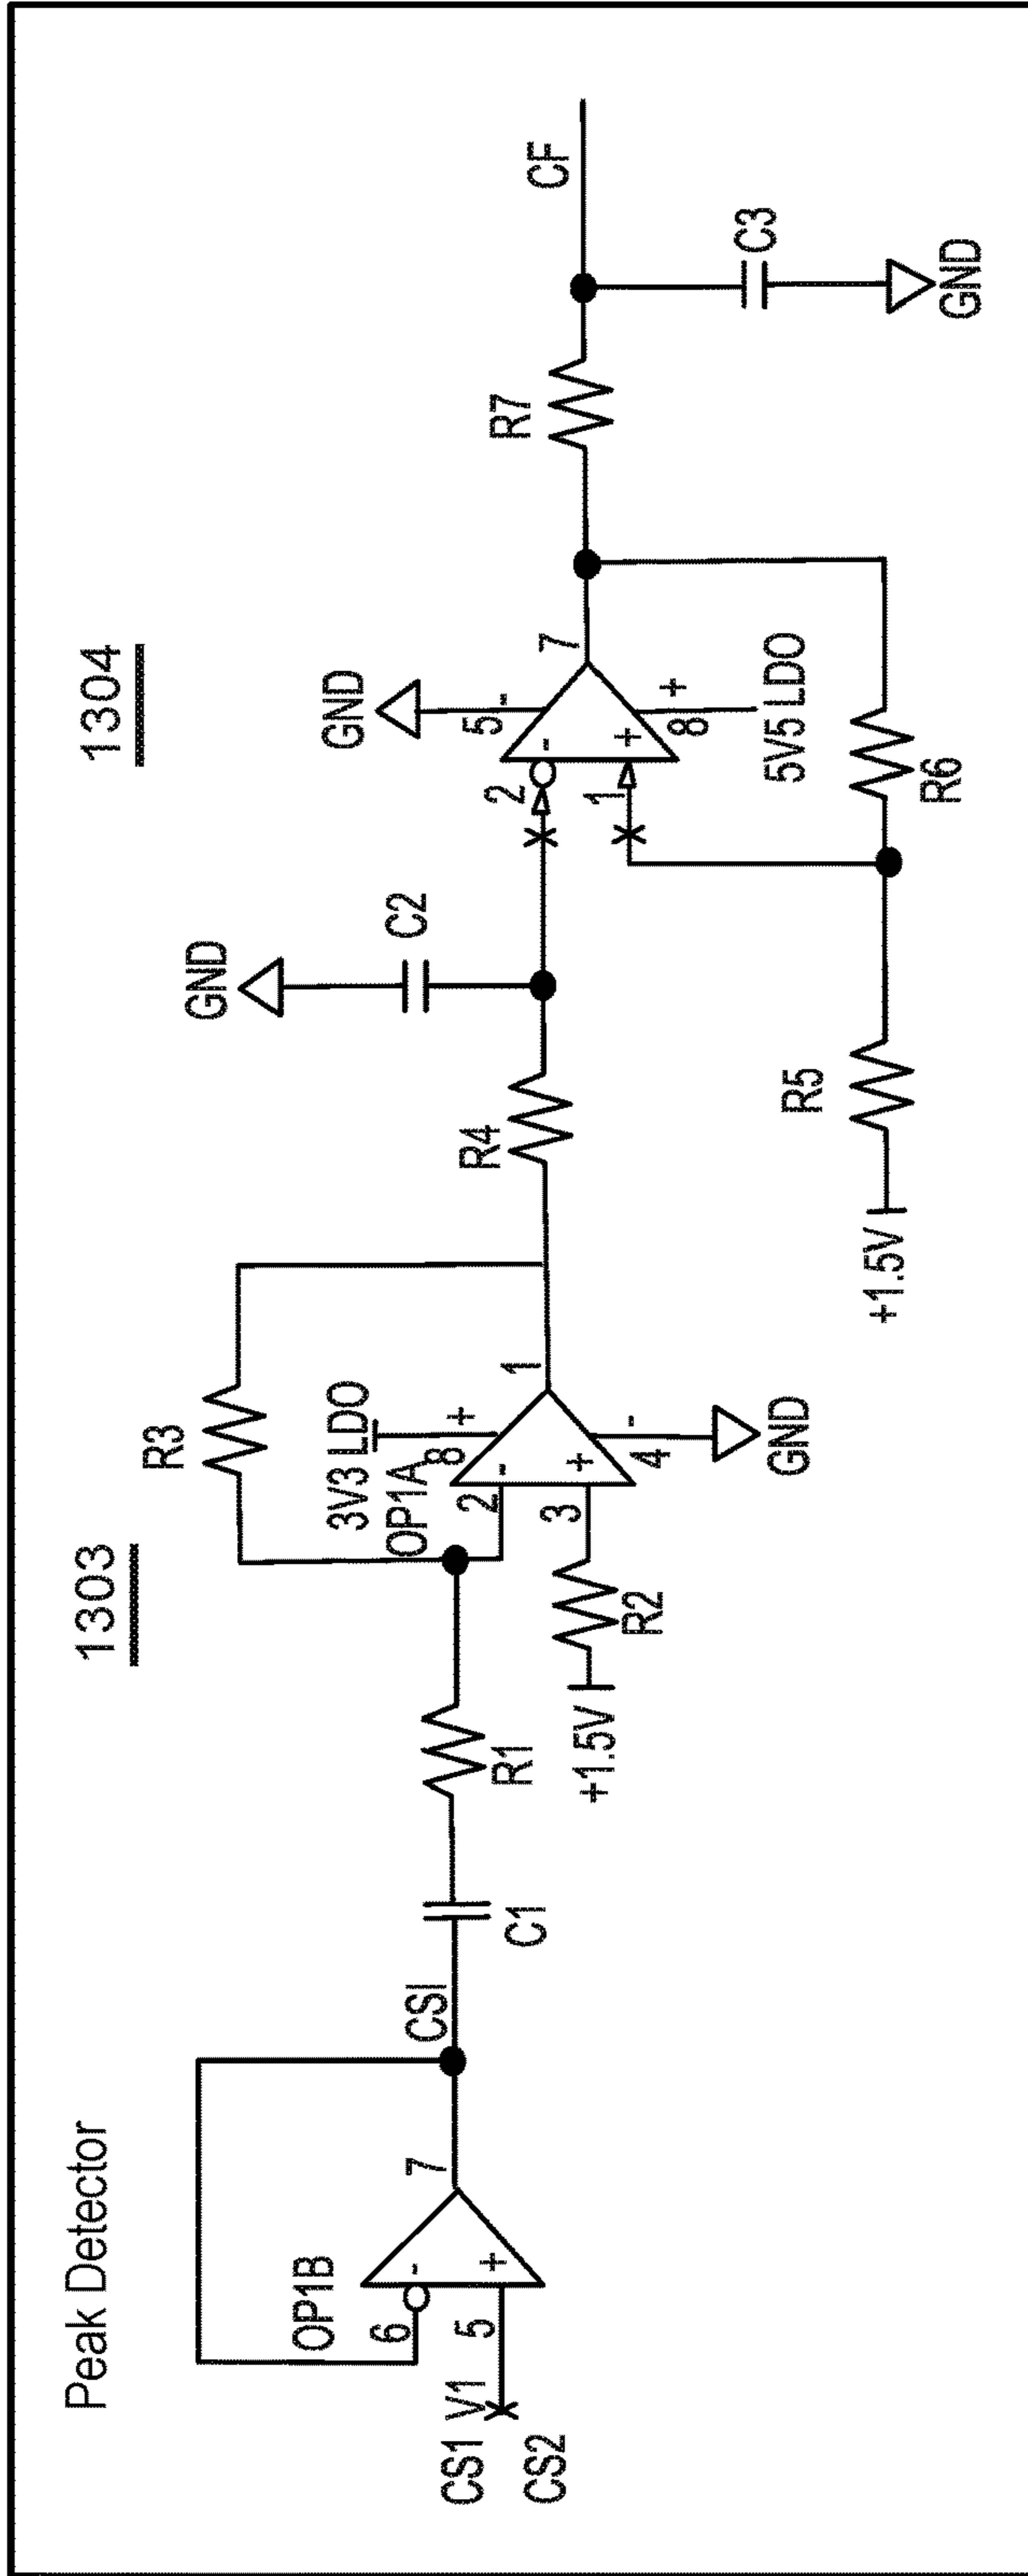 Peak Detector
1303
1304
CS1 V1
CS2
OP1B
6
5
-
+
7
CSI
C1
R1
R3
+1.5V
R2
3V3 LDO
OP1A
8
+
2
-
3
+
4
-
GND
1
R4
GND
C2
2
-
1
+
GND
5
-
8
+
5V5 LDO
7
+1.5V
R5
R6
R7
CF
C3
GND